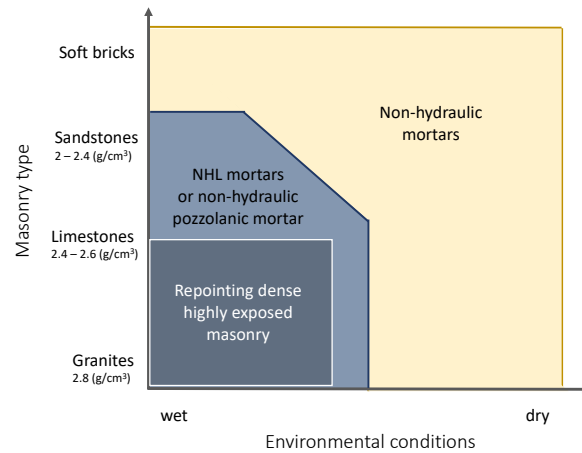 Masonry type
Soft bricks
Sandstones
2 – 2.4 (g/cm³)
Limestones
2.4 – 2.6 (g/cm³)
Granites
2.8 (g/cm³)
Non-hydraulic
mortars
NHL mortars
or non-hydraulic
pozzolanic mortar
Repointing dense
highly exposed
masonry
wet
dry
Environmental conditions